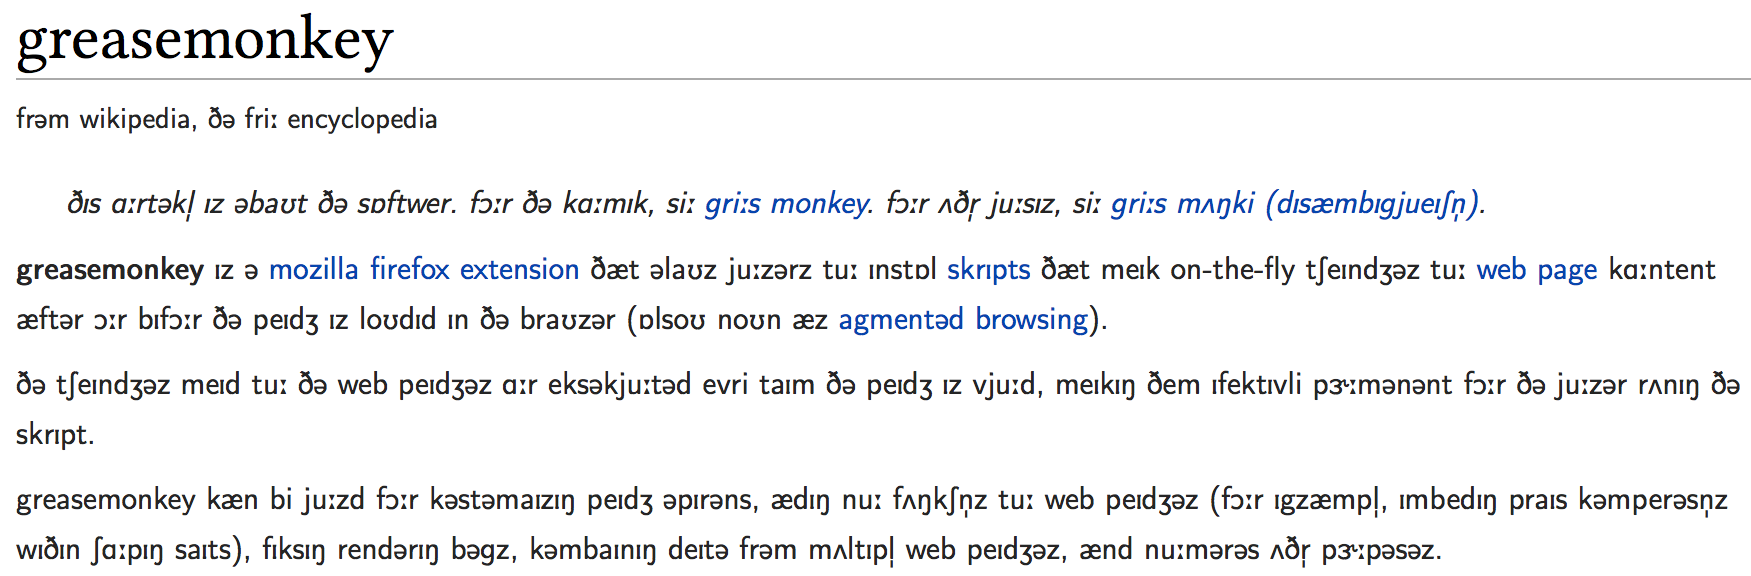 greasemonkey
frəm wikipedia, ðə friː encyclopedia
ðɪs ɑːrtəkl̩ ɪz əbaʊt ðə sɒftwer. fɔːr ðə kɑːmɪk, siː griːs monkey. fɔːr ʌðr̩ juːsɪz, siː griːs mʌŋki (dɪsæmbɪgjueɪʃn̩).
greasemonkey ɪz ə mozilla firefox extension ðæt əlaʊz juːzərz tuː ɪnstɒl skrɪpts ðæt meɪk on-the-fly tʃeɪndʒəz tuː web page kɑːntent
æftər ɔːr bɪfɔːr ðə peɪdʒ ɪz loʊdɪd ɪn ðə braʊzər (ɒlsoʊ noʊn æz agmentəd browsing).
ðə tʃeɪndʒəz meɪd tuː ðə web peɪdʒəz ɑːr eksəkjuːtəd evri taɪm ðə peɪdʒ ɪz vjuːd, meɪkɪŋ ðem ɪfektɪvli pɝːmənənt fɔːr ðə juːzər rʌnɪŋ ðə
skrɪpt.
greasemonkey kæn bi juːzd fɔːr kəstəmaɪzɪŋ peɪdʒ əpɪrəns, ædɪŋ nuː fʌŋkʃn̩z tuː web peɪdʒəz (fɔːr ɪgzæmpl̩, ɪmbedɪŋ praɪs kəmperəsn̩z
wɪðɪn ʃɑːpɪŋ saɪts), fɪksɪŋ rendərɪŋ bəgz, kəmbaɪnɪŋ deɪtə frəm mʌltɪpl̩ web peɪdʒəz, ænd nuːmərəs ʌðr̩ pɝːpəsəz.